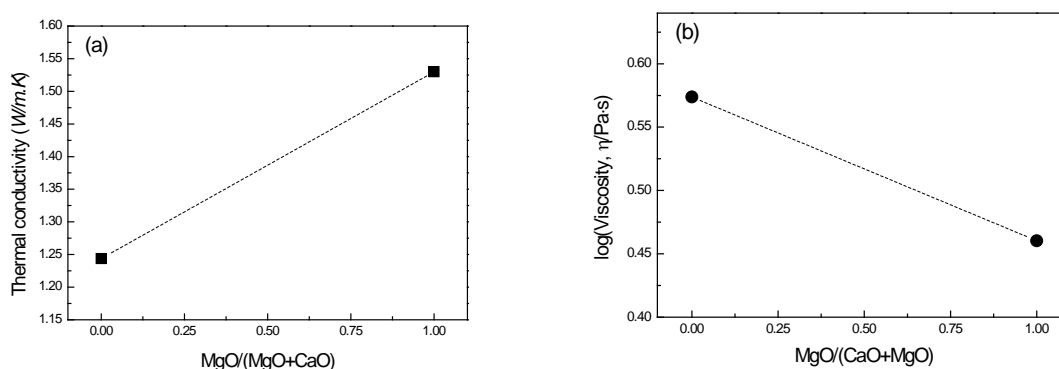 (a)
Thermal conductivity (W/m.K)
1.60
1.55
1.50
1.45
1.40
1.35
1.30
1.25
1.20
1.15
0.00 0.25 0.50 0.75 1.00
MgO/(MgO+CaO)
(b)
log(Viscosity, η/Pa·s)
0.60
0.55
0.50
0.45
0.40
0.00 0.25 0.50 0.75 1.00
MgO/(CaO+MgO)